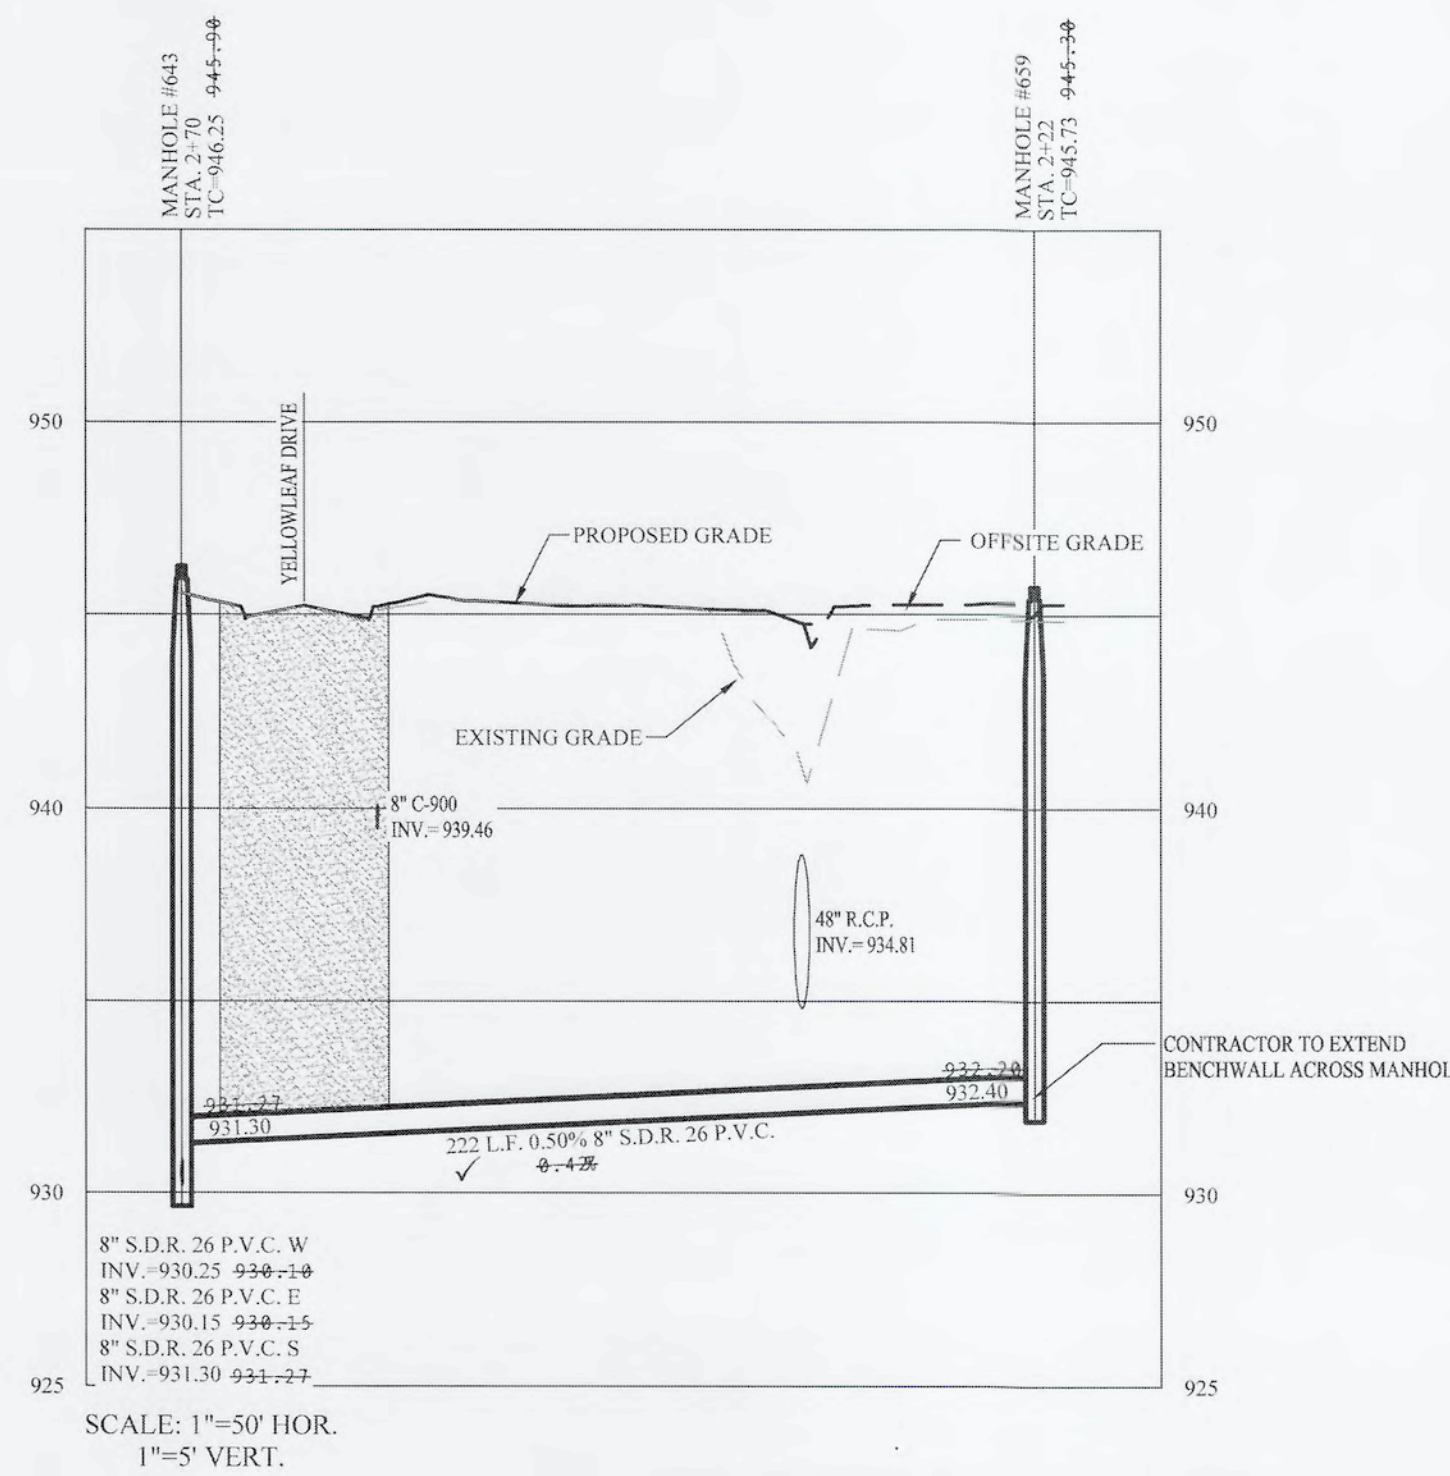 MANHOLE #643
STA. 2+70
TC=946.25 945.90
MANHOLE #659
STA. 2+22
TC=945.73 945.30
950
950
YELLOWLEAF DRIVE
PROPOSED GRADE
OFFSITE GRADE
EXISTING GRADE
940
940
8" C-900
INV.= 939.46
48" R.C.P.
INV.= 934.81
CONTRACTOR TO EXTEND
BENCHWALL ACROSS MANHOL
932.20
932.40
931.27
931.30
222 L.F. 0.50% 8" S.D.R. 26 P.V.C.
0.42%
930
930
8" S.D.R. 26 P.V.C. W
INV.=930.25 930.10
8" S.D.R. 26 P.V.C. E
INV.=930.15 930.15
8" S.D.R. 26 P.V.C. S
INV.=931.30 931.27
925
925
SCALE: 1"=50' HOR.
1"=5' VERT.